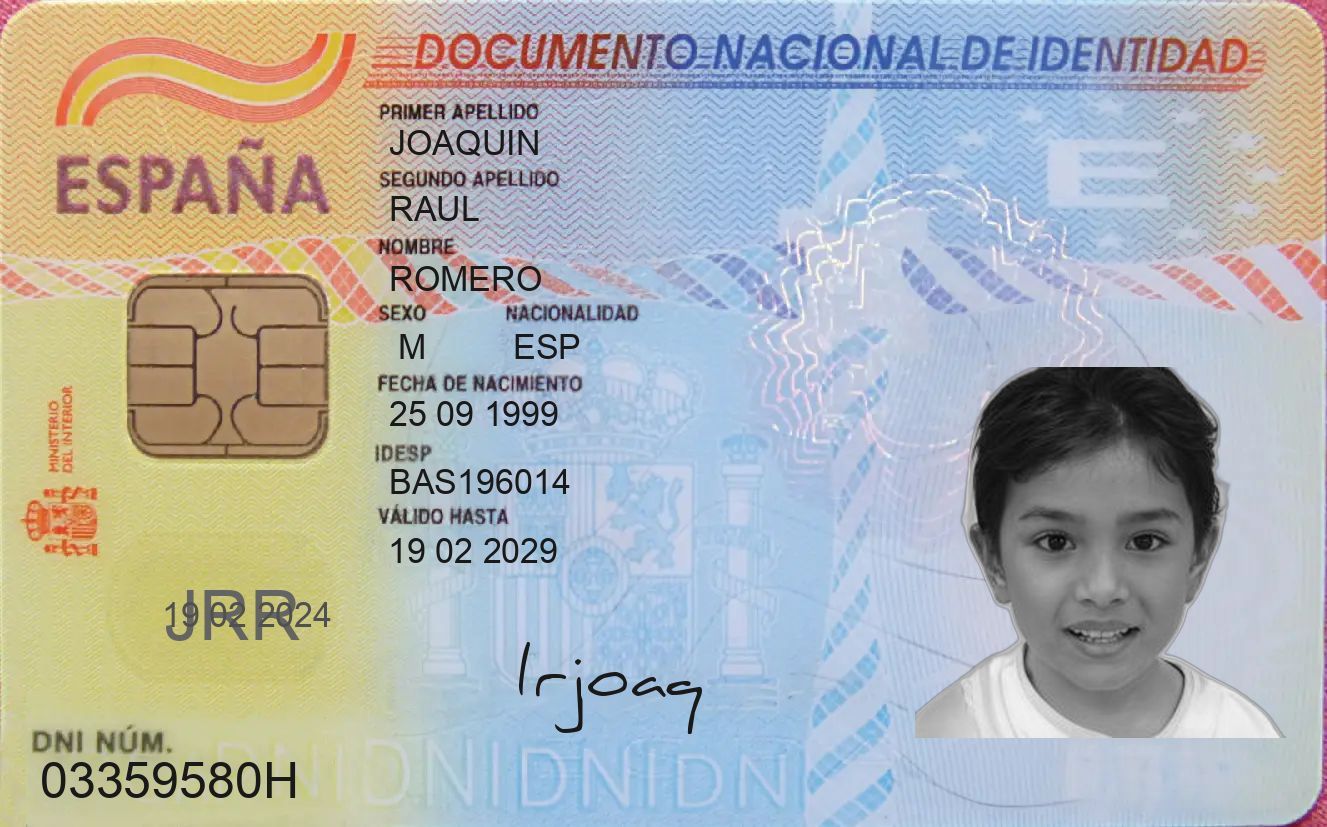 DOCUMENTO NACIONAL DE IDENTIDAD
ESPAÑA
PRIMER APELLIDO
JOAQUIN
SEGUNDO APELLIDO
RAUL
NOMBRE
ROMERO
SEXO NACIONALIDAD
M ESP
FECHA DE NACIMIENTO
25 09 1999
IDESP
BAS196014
VÁLIDO HASTA
19 02 2029
MINISTERIO
DEL INTERIOR
19 02 2024
JRR
Irjoaq
DNI NÚM.
03359580H
E
DNIDNIDNIDNI